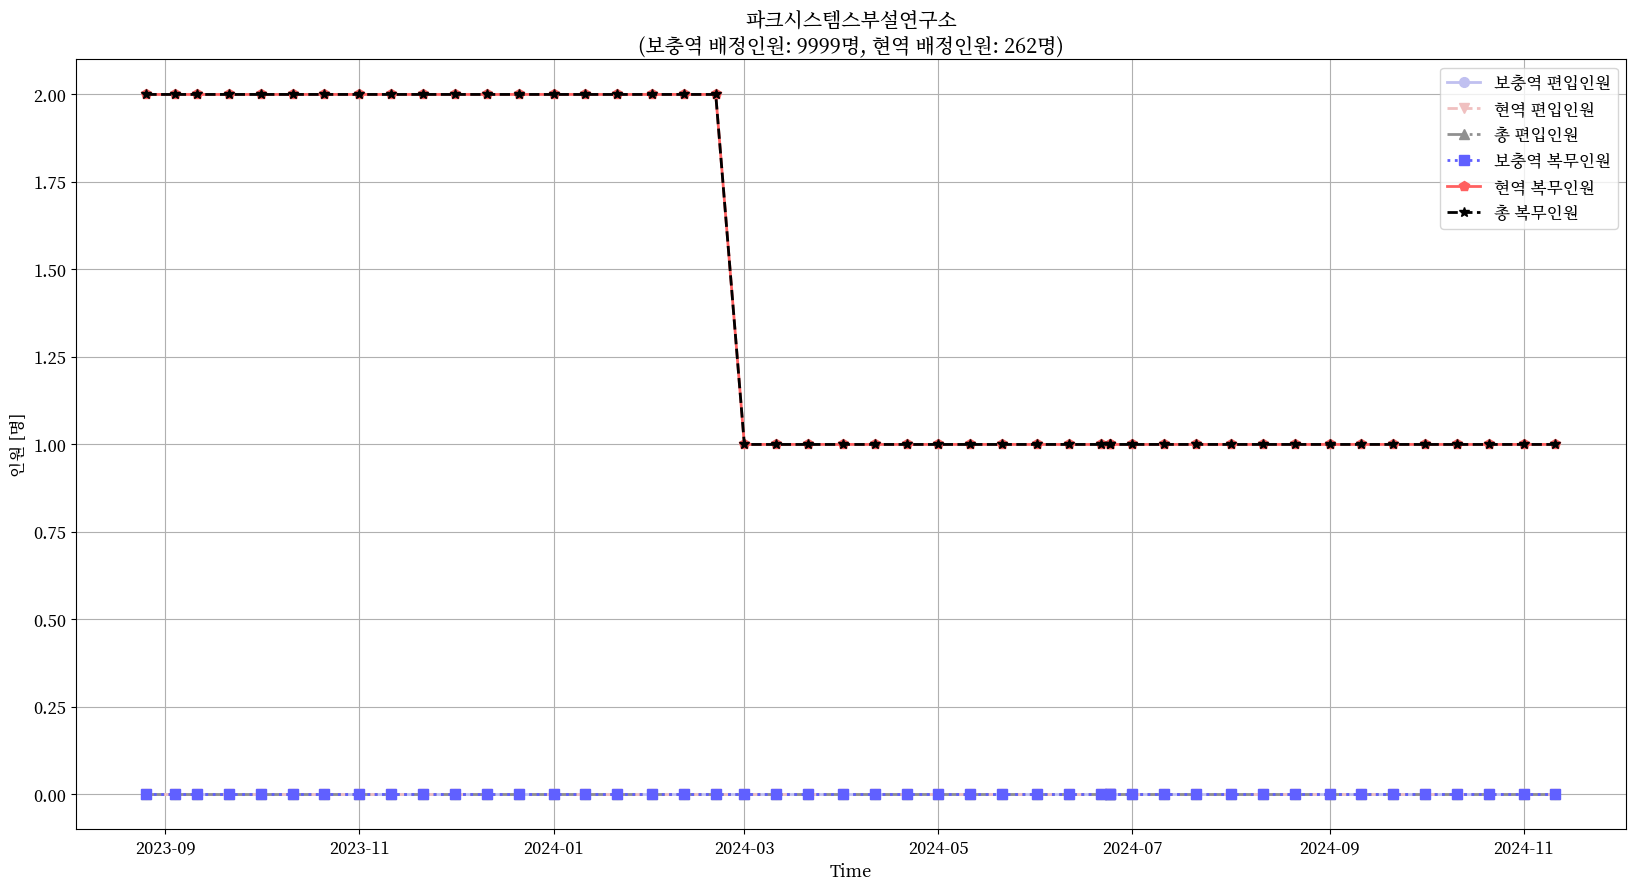 파크시스템스부설연구소
(보충역 배정인원: 9999명, 현역 배정인원: 262명)
보충역 편입인원
현역 편입인원
총 편입인원
보충역 복무인원
현역 복무인원
총 복무인원
2.00
1.75
1.50
1.25
1.00
0.75
0.50
0.25
0.00
인원 [명]
2023-09 2023-11 2024-01 2024-03 2024-05 2024-07 2024-09 2024-11
Time